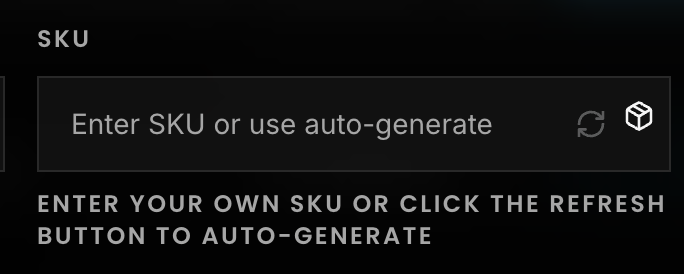 SKU
Enter SKU or use auto-generate
ENTER YOUR OWN SKU OR CLICK THE REFRESH
BUTTON TO AUTO-GENERATE